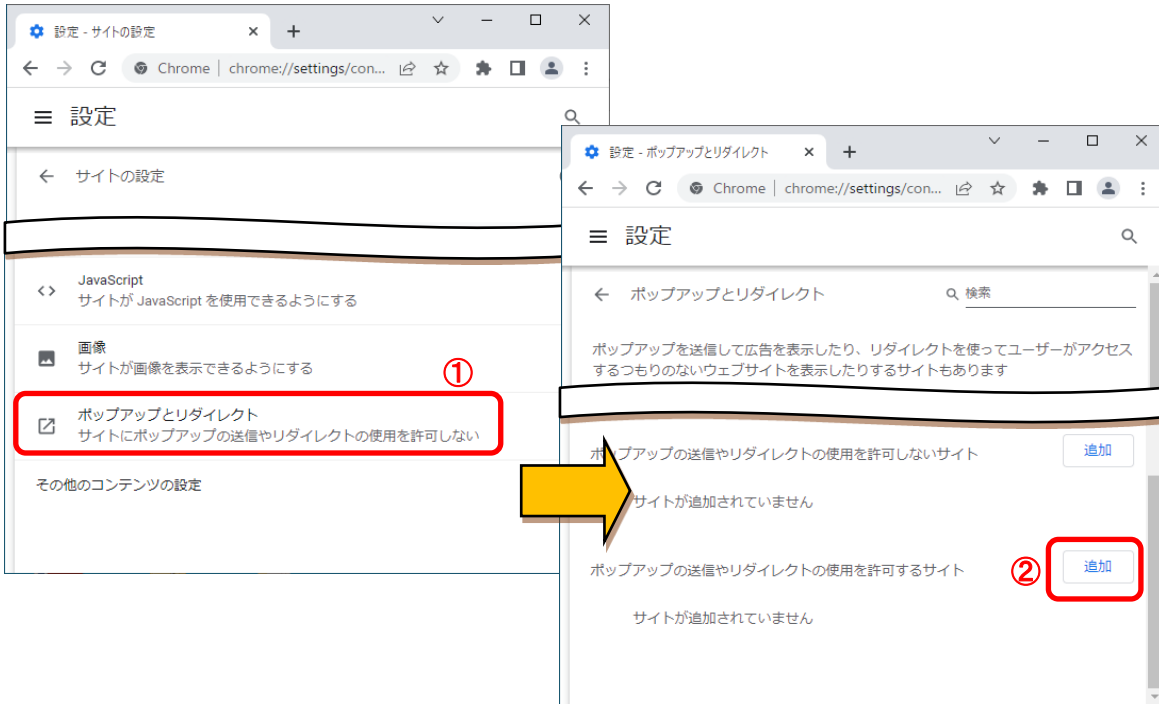 設定 - サイトの設定
Chrome | chrome://settings/con...
設定
サイトの設定
JavaScript
サイトが JavaScript を使用できるようにする
画像
サイトが画像を表示できるようにする
①
ポップアップとリダイレクト
サイトにポップアップの送信やリダイレクトの使用を許可しない
その他のコンテンツの設定
設定 - ポップアップとリダイレクト
Chrome | chrome://settings/con...
設定
ポップアップとリダイレクト
検索
ポップアップを送信して広告を表示したり、リダイレクトを使ってユーザーがアクセス
するつもりのないウェブサイトを表示したりするサイトもあります
ポップアップの送信やリダイレクトの使用を許可しないサイト
追加
サイトが追加されていません
ポップアップの送信やリダイレクトの使用を許可するサイト
②
追加
サイトが追加されていません